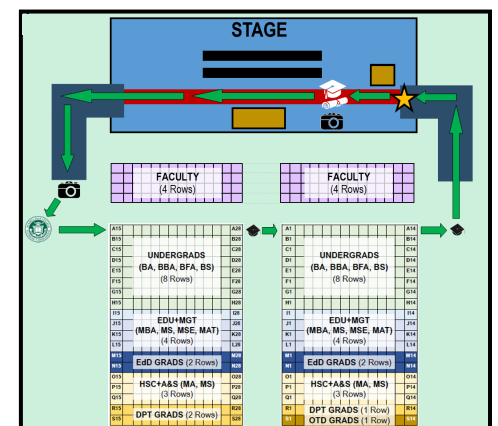 STAGE
FACULTY
(4 Rows)
FACULTY
(4 Rows)
A15 A28
B15 B28
C15 C28
D15 UNDERGRADS D28
E15 (BA, BBA, BFA, BS) E28
F15 (8 Rows) F28
G15 G28
H15 H28
I15 I28
J15 EDU+MGT J28
K15 (MBA, MS, MSE, MAT) K28
L15 (4 Rows) L28
M15 M28
EdD GRADS (2 Rows)
N15 N28
O15 O28
P15 HSC+A&S (MA, MS) P28
Q15 (3 Rows) Q28
R15 R28
DPT GRADS (2 Rows)
S15 S28
A1 A14
B1 B14
C1 C14
D1 UNDERGRADS D14
E1 (BA, BBA, BFA, BS) E14
F1 (8 Rows) F14
G1 G14
H1 H14
I1 I14
J1 EDU+MGT J14
K1 (MBA, MS, MSE, MAT) K14
L1 (4 Rows) L14
M1 M14
EdD GRADS (2 Rows)
N1 N14
O1 O14
P1 HSC+A&S (MA, MS) P14
Q1 (3 Rows) Q14
R1 DPT GRADS (1 Row) R14
S1 OTD GRADS (1 Row) S14